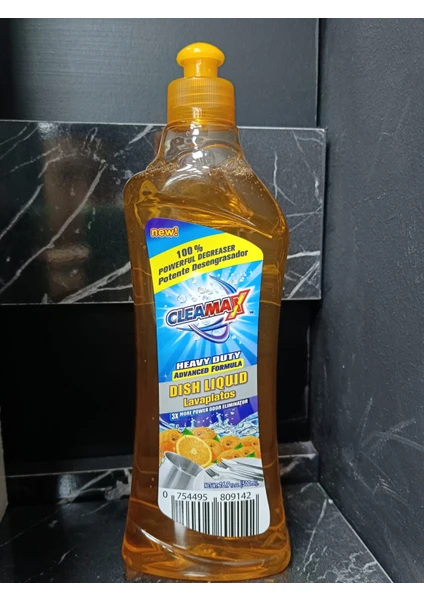 new!
100%
POWERFUL DEGREASER
Potente Desengrasador
CLEAMAX
HEAVY DUTY
ADVANCED FORMULA
DISH LIQUID
Lavaplatos
3X MORE POWER ODOR ELIMINATOR
0 754495 809142